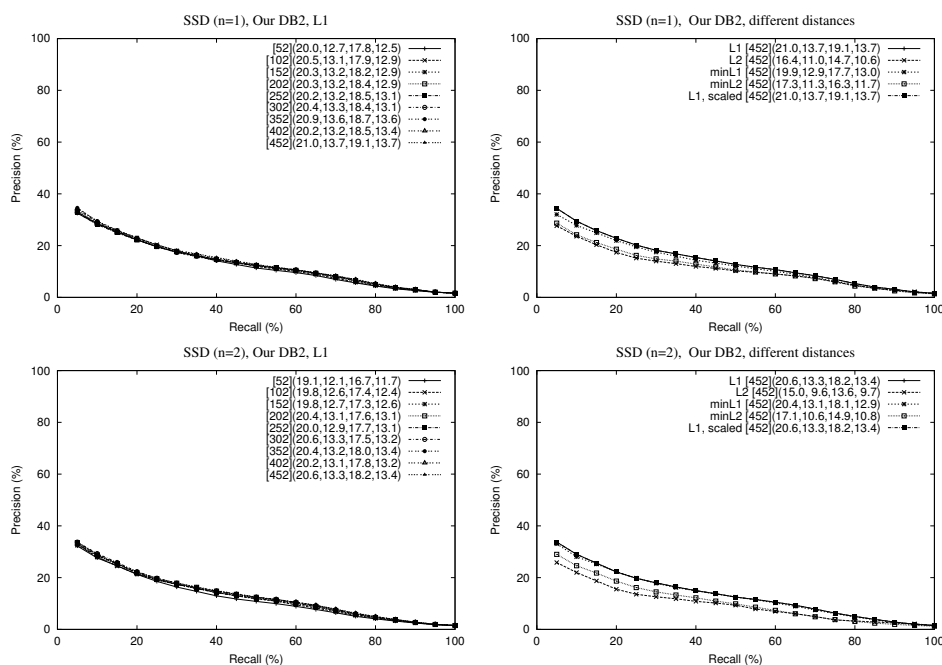 SSD (n=1), Our DB2, L1
[52](20.0,12.7,17.8,12.5)
[102](20.5,13.1,17.9,12.9)
[152](20.3,13.2,18.2,12.9)
[202](20.3,13.2,18.4,12.9)
[252](20.2,13.2,18.5,13.1)
[302](20.4,13.3,18.4,13.1)
[352](20.9,13.6,18.7,13.6)
[402](20.2,13.2,18.5,13.4)
[452](21.0,13.7,19.1,13.7)
Precision (%)
100
80
60
40
20
0
0 20 40 60 80 100
Recall (%)
SSD (n=1), Our DB2, different distances
L1 [452](21.0,13.7,19.1,13.7)
L2 [452](16.4,11.0,14.7,10.6)
minL1 [452](19.9,12.9,17.7,13.0)
minL2 [452](17.3,11.3,16.3,11.7)
L1, scaled [452](21.0,13.7,19.1,13.7)
Precision (%)
100
80
60
40
20
0
0 20 40 60 80 100
Recall (%)
SSD (n=2), Our DB2, L1
[52](19.1,12.1,16.7,11.7)
[102](19.8,12.6,17.4,12.4)
[152](19.8,12.7,17.3,12.6)
[202](20.4,13.1,17.6,13.1)
[252](20.0,12.9,17.7,13.1)
[302](20.6,13.3,17.5,13.2)
[352](20.4,13.2,18.0,13.4)
[402](20.2,13.1,17.8,13.2)
[452](20.6,13.3,18.2,13.4)
Precision (%)
100
80
60
40
20
0
0 20 40 60 80 100
Recall (%)
SSD (n=2), Our DB2, different distances
L1 [452](20.6,13.3,18.2,13.4)
L2 [452](15.0, 9.6,13.6, 9.7)
minL1 [452](20.4,13.1,18.1,12.9)
minL2 [452](17.1,10.6,14.9,10.8)
L1, scaled [452](20.6,13.3,18.2,13.4)
Precision (%)
100
80
60
40
20
0
0 20 40 60 80 100
Recall (%)